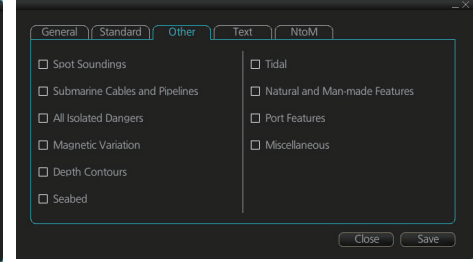 General Standard Other Text NtoM
Spot Soundings
Submarine Cables and Pipelines
All Isolated Dangers
Magnetic Variation
Depth Contours
Seabed
Tidal
Natural and Man-made Features
Port Features
Miscellaneous
Close Save